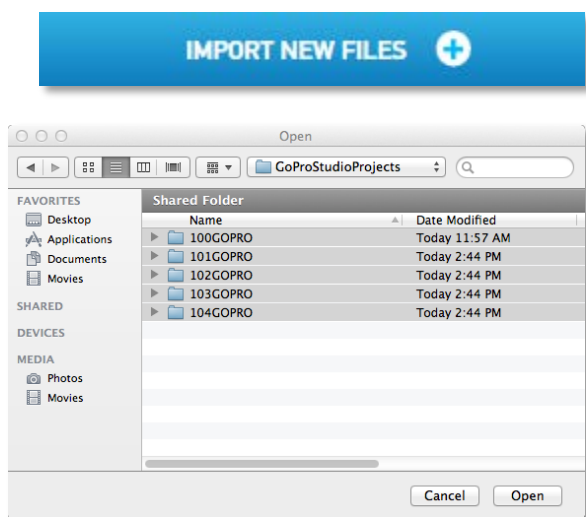 IMPORT NEW FILES
Open
GoProStudioProjects
FAVORITES
Desktop
Applications
Documents
Movies
SHARED
DEVICES
MEDIA
Photos
Movies
Shared Folder
Name Date Modified
100GOPRO Today 11:57 AM
101GOPRO Today 2:44 PM
102GOPRO Today 2:44 PM
103GOPRO Today 2:44 PM
104GOPRO Today 2:44 PM
Cancel Open